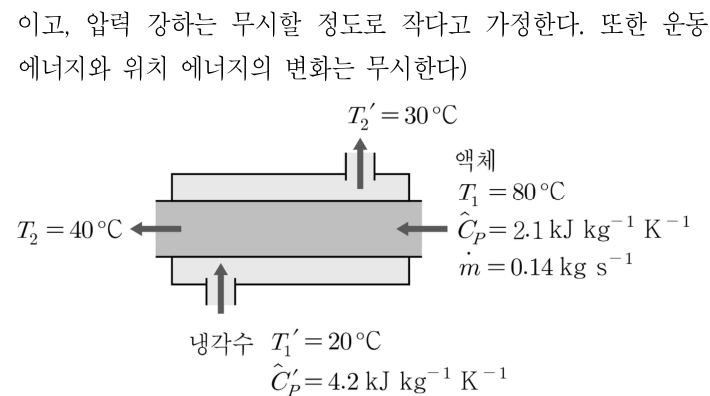 이고, 압력 강하는 무시할 정도로 작다고 가정한다. 또한 운동
에너지와 위치 에너지의 변화는 무시한다)
T₂′ = 30 ℃
액체
T₁ = 80 ℃
Ĉ_P = 2.1 kJ kg⁻¹ K⁻¹
ṁ = 0.14 kg s⁻¹
T₂ = 40 ℃
냉각수 T₁′ = 20 ℃
Ĉ_P′ = 4.2 kJ kg⁻¹ K⁻¹